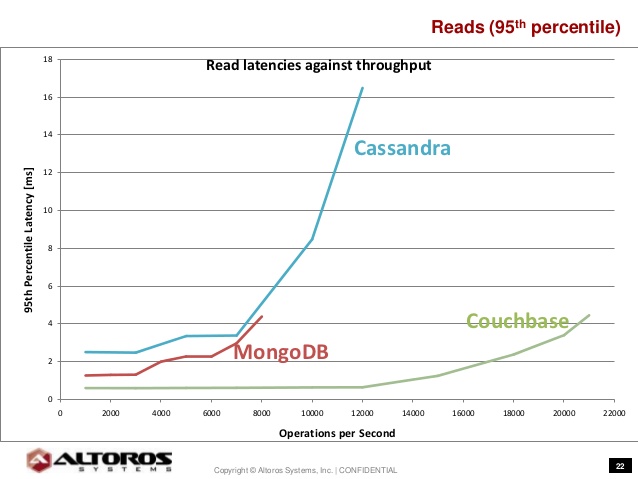 Reads (95th percentile)
Read latencies against throughput
18
16
14
12
10
8
6
4
2
0
95th Percentile Latency [ms]
Cassandra
Couchbase
MongoDB
0 2000 4000 6000 8000 10000 12000 14000 16000 18000 20000 22000
Operations per Second
ALTOROS
SYSTEMS
Copyright © Altoros Systems, Inc. | CONFIDENTIAL
22